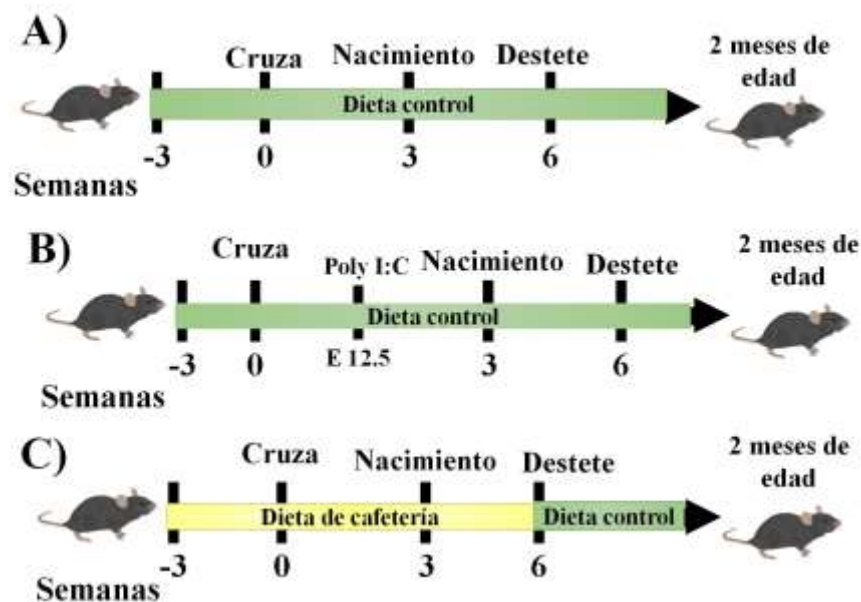 A)
Cruza
Nacimiento
Destete
2 meses de
edad
Dieta control
-3
0
3
6
Semanas
B)
Cruza
Poly I:C
Nacimiento
Destete
2 meses de
edad
Dieta control
-3
0
E 12.5
3
6
Semanas
C)
Cruza
Nacimiento
Destete
2 meses de
edad
Dieta de cafetería
Dieta control
-3
0
3
6
Semanas